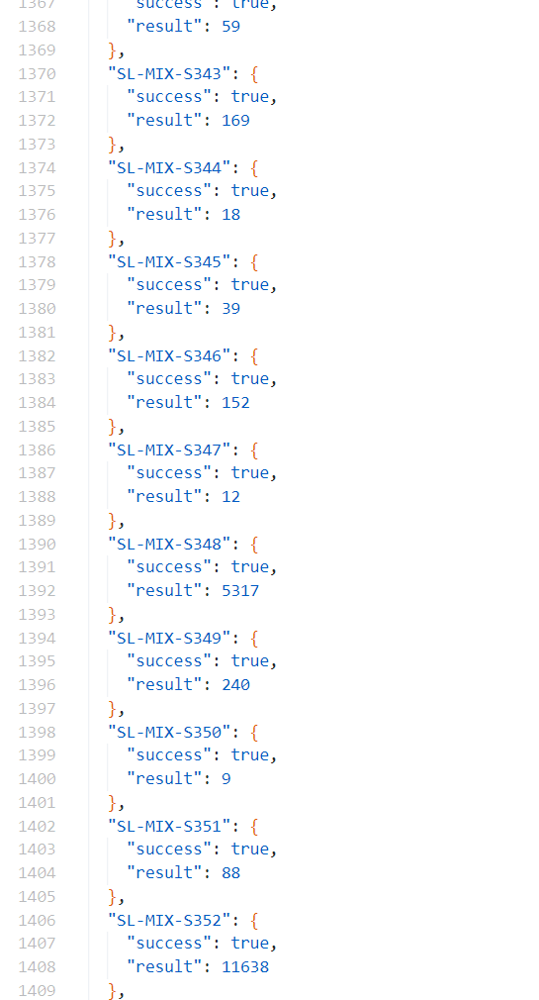 1367 "success": true,
1368 "result": 59
1369 },
1370 "SL-MIX-S343": {
1371 "success": true,
1372 "result": 169
1373 },
1374 "SL-MIX-S344": {
1375 "success": true,
1376 "result": 18
1377 },
1378 "SL-MIX-S345": {
1379 "success": true,
1380 "result": 39
1381 },
1382 "SL-MIX-S346": {
1383 "success": true,
1384 "result": 152
1385 },
1386 "SL-MIX-S347": {
1387 "success": true,
1388 "result": 12
1389 },
1390 "SL-MIX-S348": {
1391 "success": true,
1392 "result": 5317
1393 },
1394 "SL-MIX-S349": {
1395 "success": true,
1396 "result": 240
1397 },
1398 "SL-MIX-S350": {
1399 "success": true,
1400 "result": 9
1401 },
1402 "SL-MIX-S351": {
1403 "success": true,
1404 "result": 88
1405 },
1406 "SL-MIX-S352": {
1407 "success": true,
1408 "result": 11638
1409 },